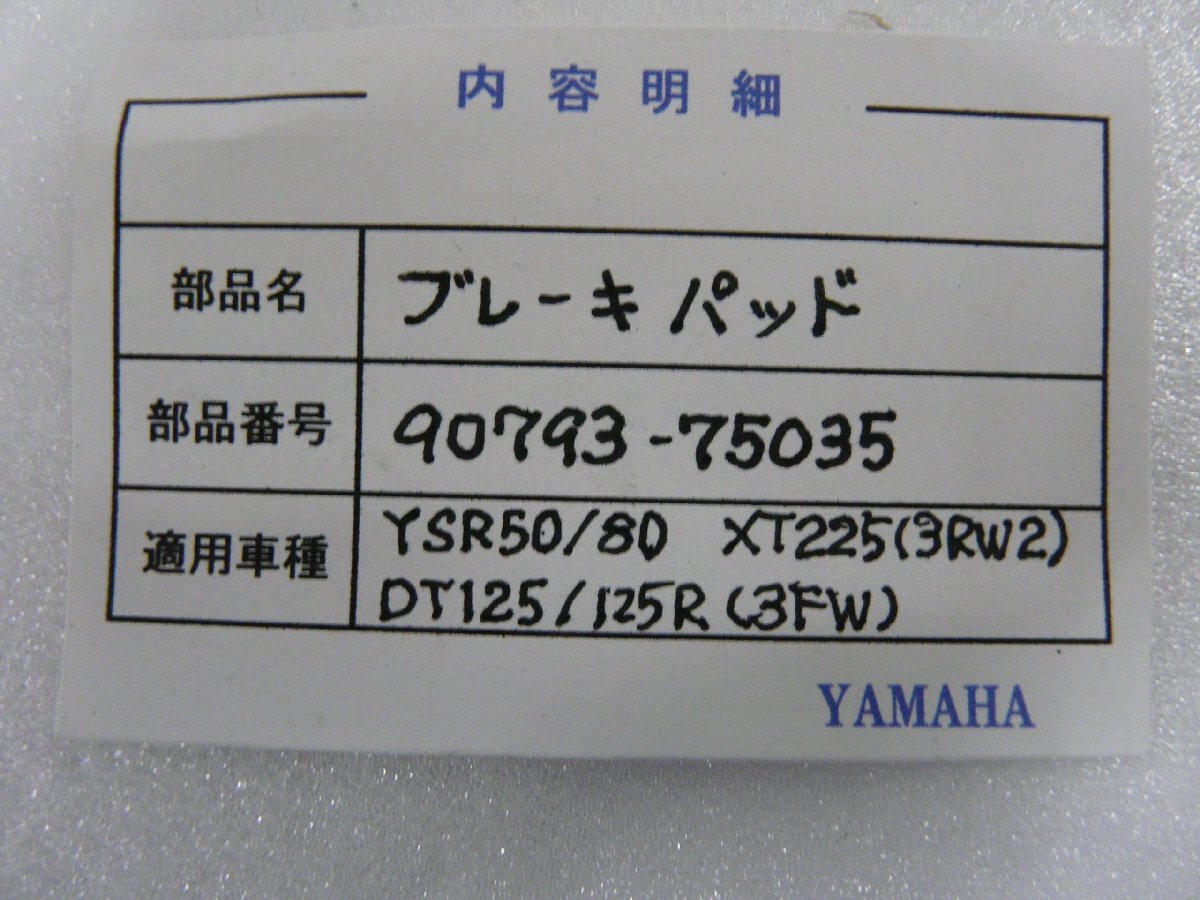 内容明細
部品名 ブレーキパッド
部品番号 90793-75035
適用車種 YSR50/80 XT225(3RW2)
DT125/125R(3FW)
YAMAHA